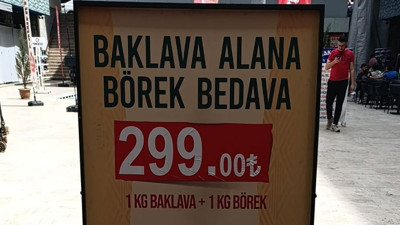 BAKLAVA ALANA
BÖREK BEDAVA
299.00₺
1 KG BAKLAVA + 1 KG BÖREK